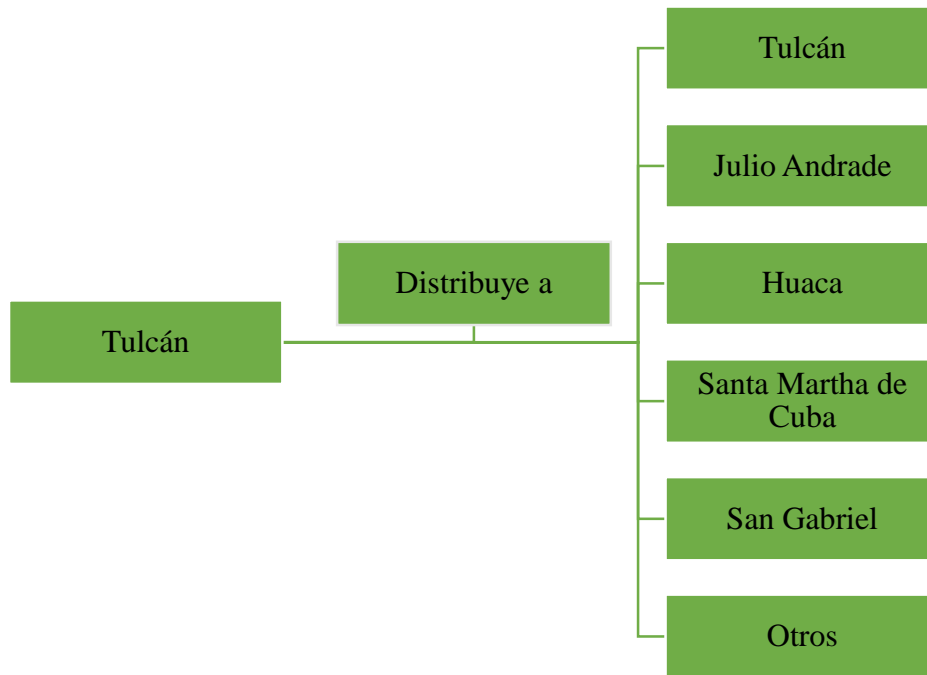 Tulcán
Distribuye a
Tulcán
Julio Andrade
Huaca
Santa Martha de
Cuba
San Gabriel
Otros